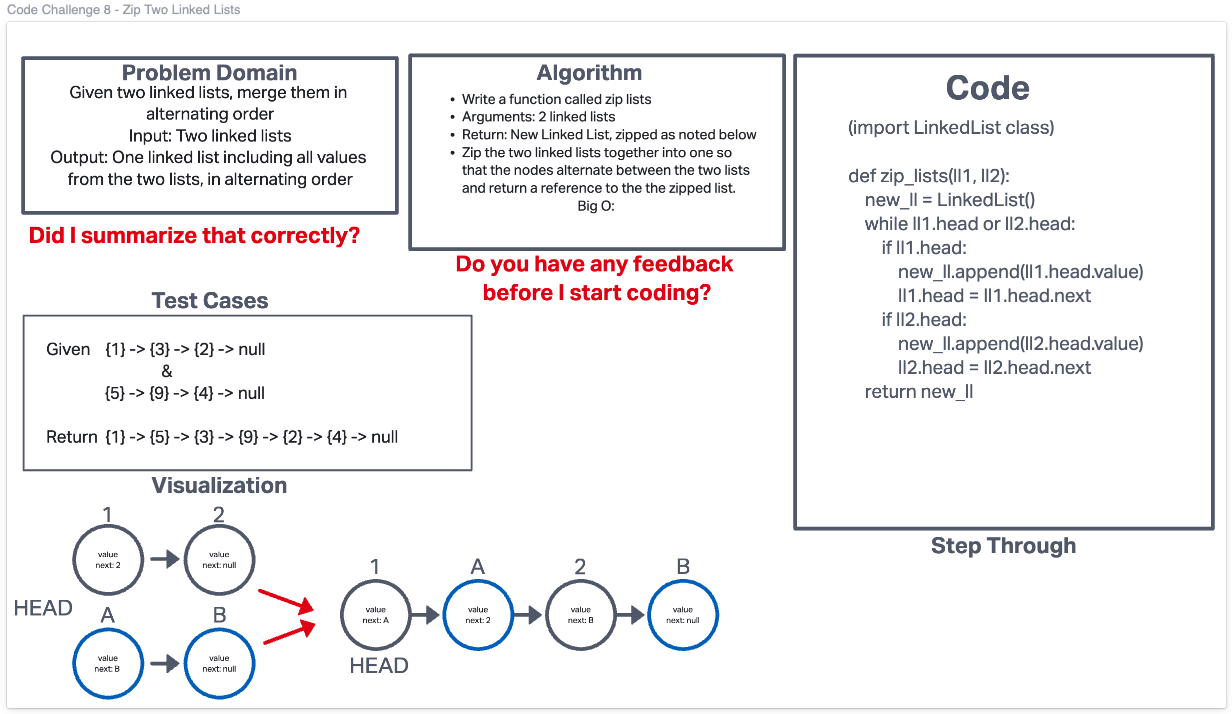 Code Challenge 8 - Zip Two Linked Lists
Problem Domain
Given two linked lists, merge them in
alternating order
Input: Two linked lists
Output: One linked list including all values
from the two lists, in alternating order
Did I summarize that correctly?
Algorithm
• Write a function called zip lists
• Arguments: 2 linked lists
• Return: New Linked List, zipped as noted below
• Zip the two linked lists together into one so
that the nodes alternate between the two lists
and return a reference to the the zipped list.
Big O:
Do you have any feedback
before I start coding?
Code
(import LinkedList class)
def zip_lists(ll1, ll2):
new_ll = LinkedList()
while ll1.head or ll2.head:
if ll1.head:
new_ll.append(ll1.head.value)
ll1.head = ll1.head.next
if ll2.head:
new_ll.append(ll2.head.value)
ll2.head = ll2.head.next
return new_ll
Step Through
Test Cases
Given {1} -> {3} -> {2} -> null
&
{5} -> {9} -> {4} -> null
Return {1} -> {5} -> {3} -> {9} -> {2} -> {4} -> null
Visualization
1
2
value
next: 2
value
next: null
HEAD
A
B
value
next: B
value
next: null
1
A
2
B
value
next: A
value
next: 2
value
next: B
value
next: null
HEAD